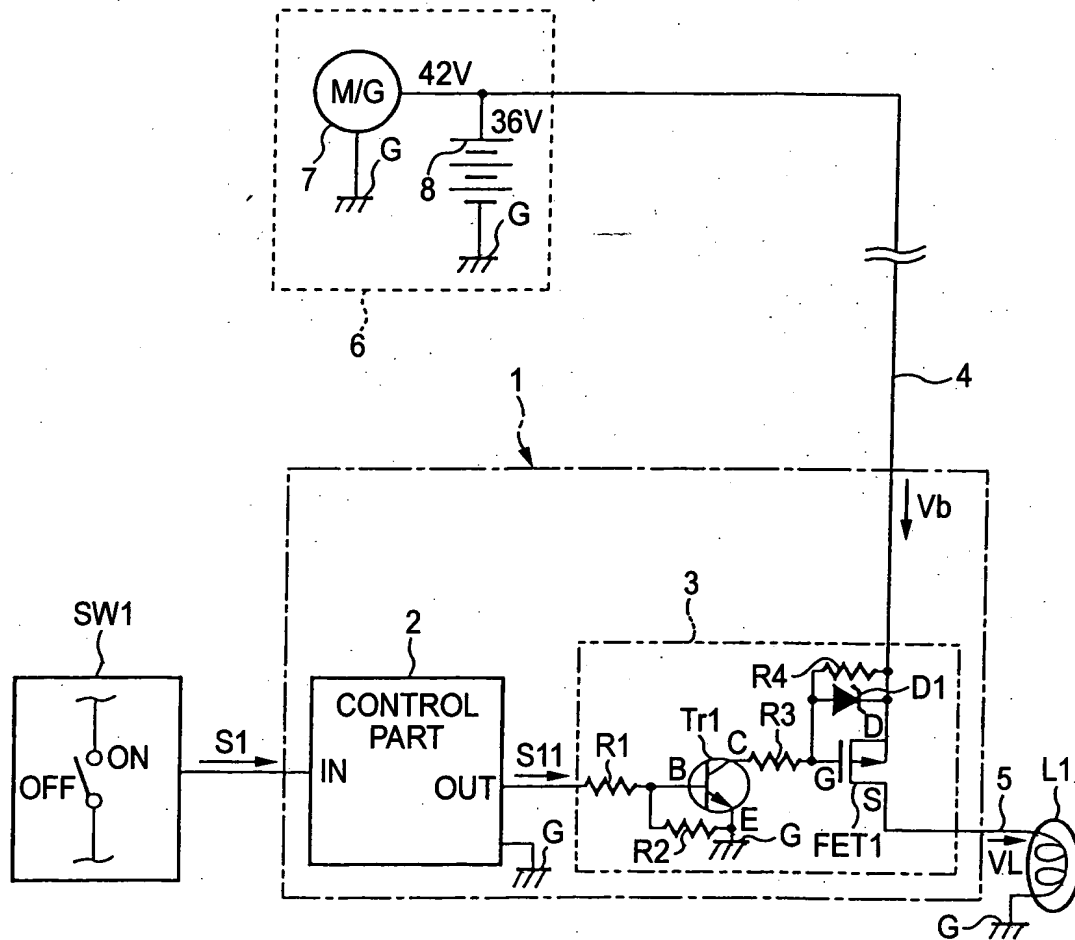 42V
M/G
36V
7
G
8
G
6
4
1
Vb
3
SW1
2
R4
D1
CONTROL
PART
Tr1
C
R3
D
ON
S1
IN
S11
R1
B
G
OFF
OUT
S
5
L1
E
G
R2
FET1
VL
G
G